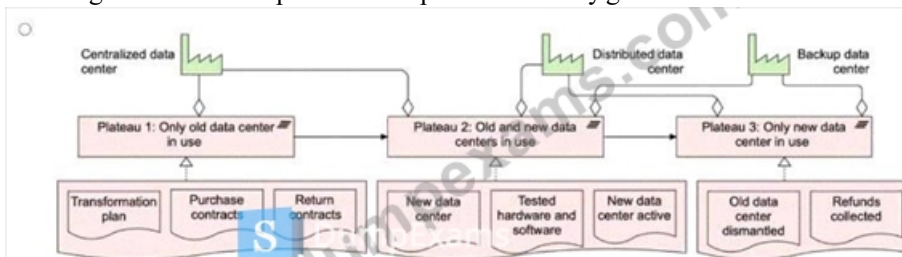 Centralized data
center
Distributed data
center
Backup data
center
Plateau 1: Only old data center
in use
Plateau 2: Old and new data
centers in use
Plateau 3: Only new data
center in use
Transformation
plan
Purchase
contracts
Return
contracts
New data
center
Tested
hardware and
software
New data
center active
Old data
center
dismantled
Refunds
collected
S DumpExams